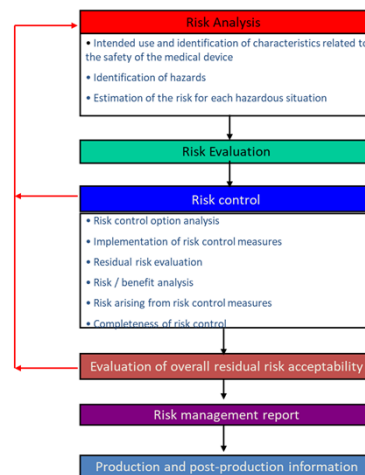 Risk Analysis
• Intended use and identification of characteristics related to
the safety of the medical device
• Identification of hazards
• Estimation of the risk for each hazardous situation
Risk Evaluation
Risk control
• Risk control option analysis
• Implementation of risk control measures
• Residual risk evaluation
• Risk / benefit analysis
• Risk arising from risk control measures
• Completeness of risk control
Evaluation of overall residual risk acceptability
Risk management report
Production and post-production information